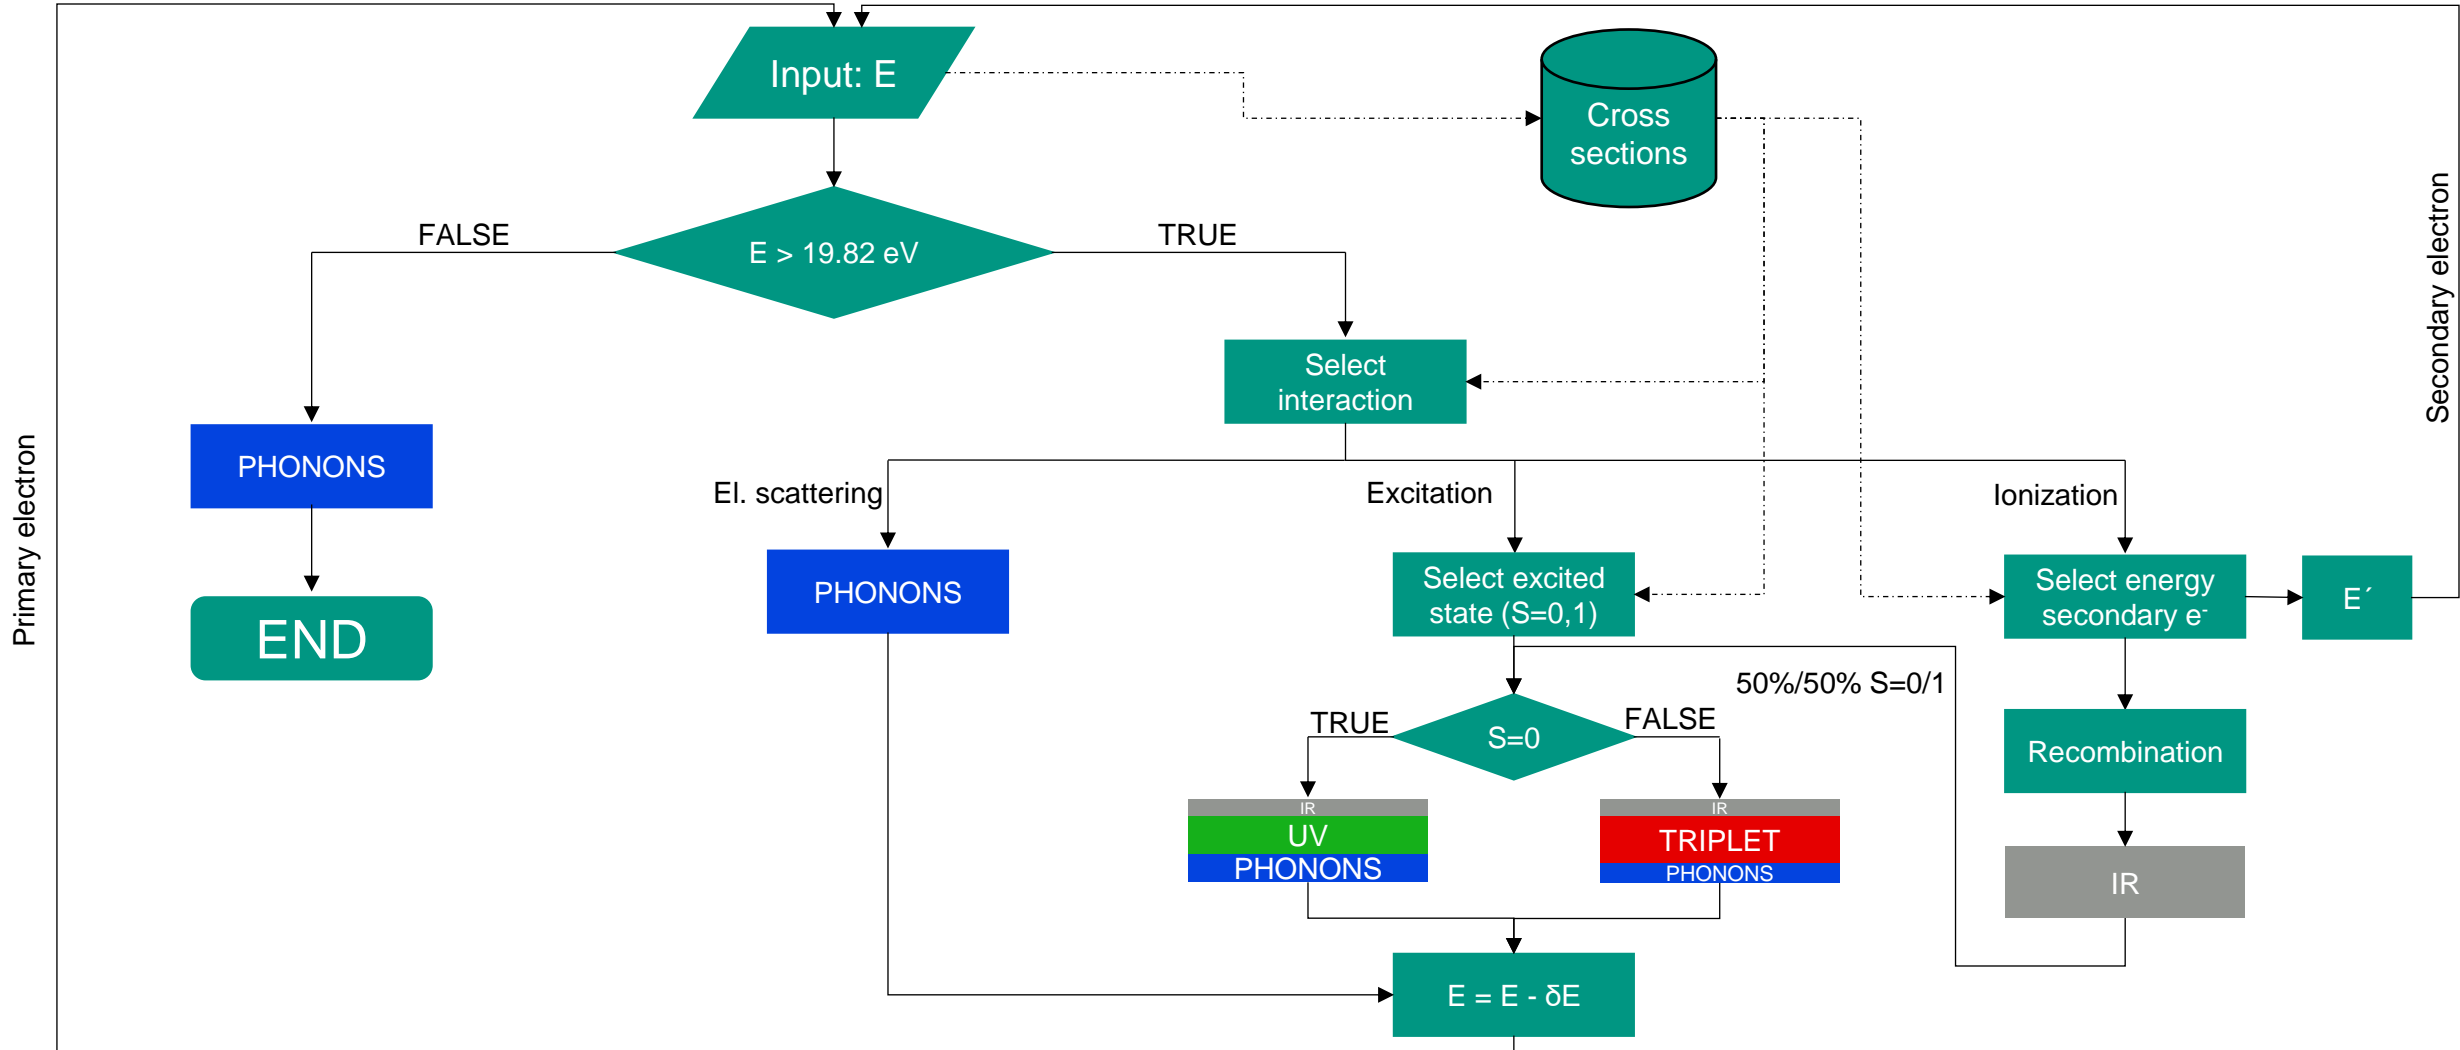 Input: E
Cross
sections
FALSE
E > 19.82 eV
TRUE
Primary electron
Secondary electron
Select
interaction
PHONONS
END
El. scattering
Excitation
Ionization
PHONONS
Select excited
state (S=0,1)
Select energy
secondary e-
E´
50%/50% S=0/1
TRUE
S=0
FALSE
Recombination
IR
UV
PHONONS
IR
TRIPLET
PHONONS
IR
E = E - δE